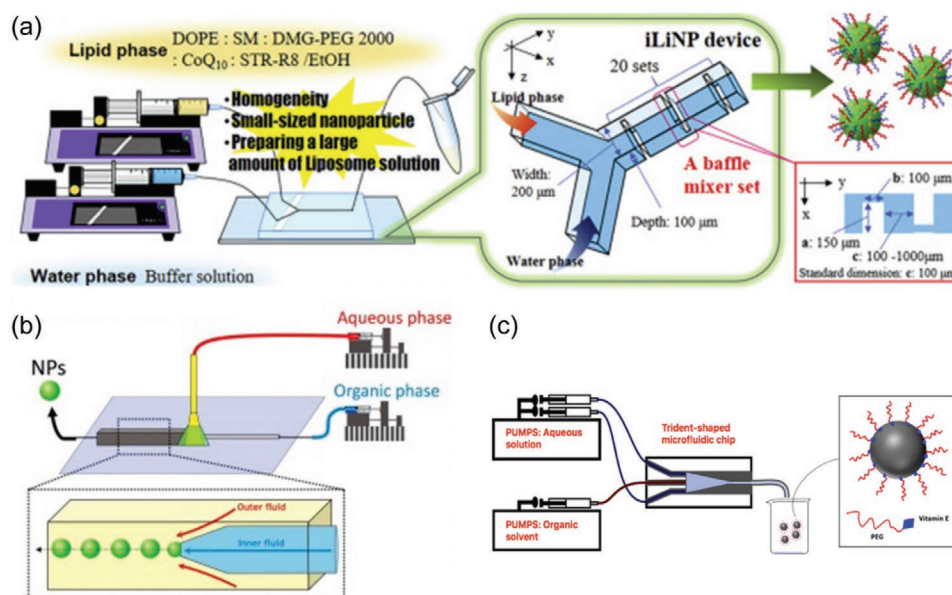 (a)
Lipid phase
DOPE : SM : DMG-PEG 2000
: CoQ10 : STR-R8 /EtOH
• Homogeneity
• Small-sized nanoparticle
• Preparing a large
amount of Liposome solution
Water phase Buffer solution
y
x
z
iLiNP device
20 sets
Lipid phase
Width:
200 µm
A baffle
mixer set
Depth: 100 µm
Water phase
y
x
b: 100 µm
a: 150 µm
c: 100 -1000µm
Standard dimension: c: 100 µm
(b)
Aqueous phase
NPs
Organic phase
Outer fluid
Inner fluid
(c)
PUMPS: Aqueous
solution
Trident-shaped
microfluidic chip
PUMPS: Organic
solvent
Vitamin E
PEG